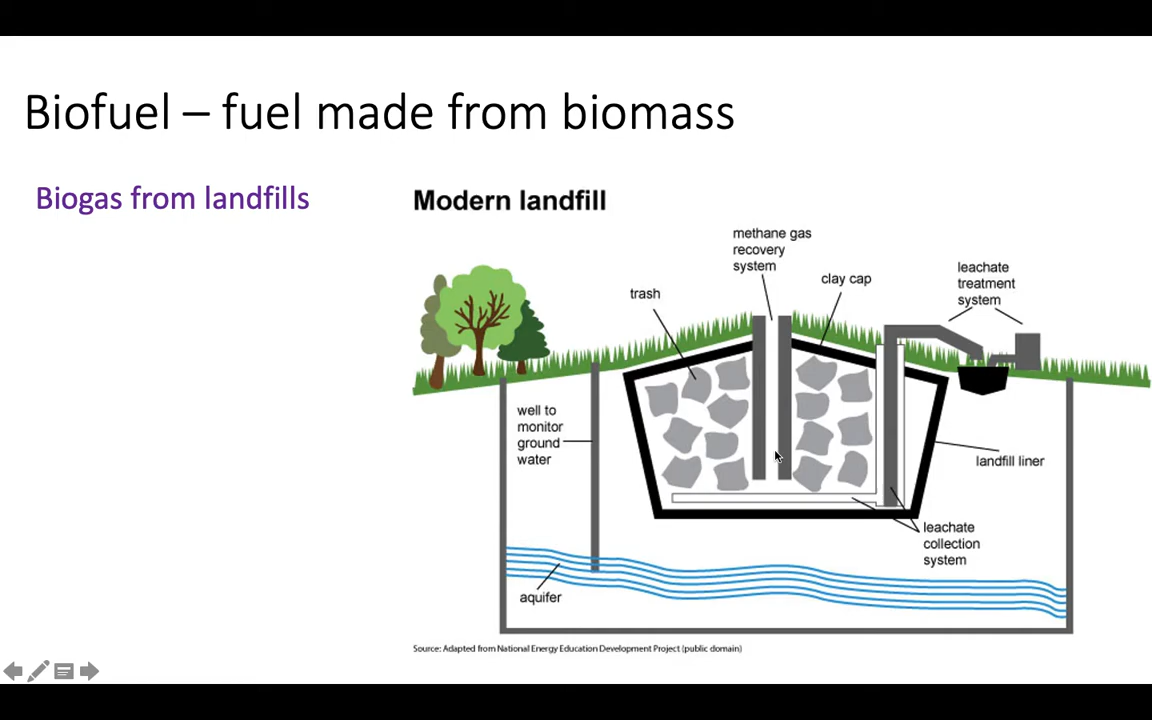 Biofuel – fuel made from biomass
Biogas from landfills
Modern landfill
methane gas
recovery
system
clay cap
leachate
treatment
system
trash
well to
monitor
ground
water
landfill liner
leachate
collection
system
aquifer
Source: Adapted from National Energy Education Development Project (public domain)